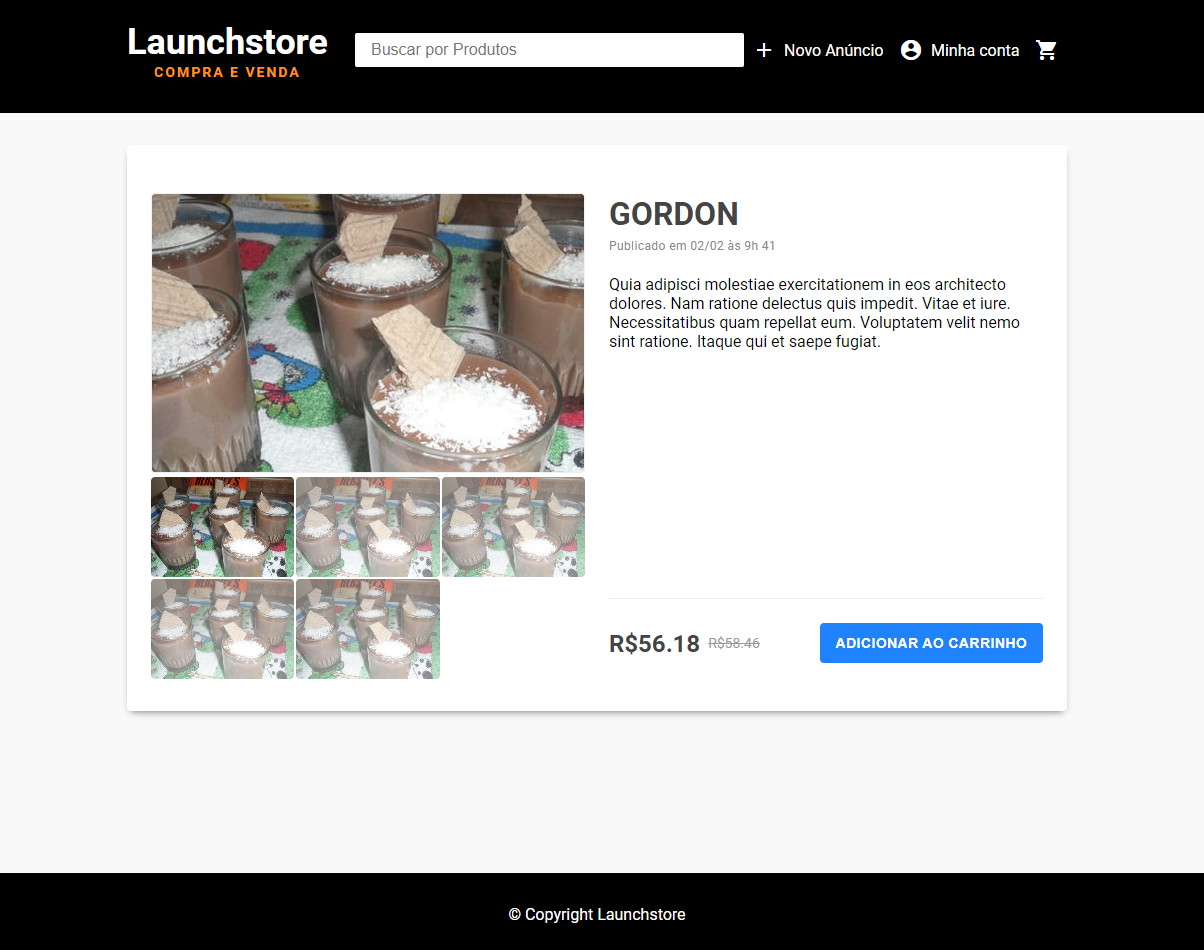 Launchstore
COMPRA E VENDA
Buscar por Produtos
Novo Anúncio
Minha conta
GORDON
Publicado em 02/02 às 9h 41
Quia adipisci molestiae exercitationem in eos architecto
dolores. Nam ratione delectus quis impedit. Vitae et iure.
Necessitatibus quam repellat eum. Voluptatem velit nemo
sint ratione. Itaque qui et saepe fugiat.
R$56.18 R$58.46
ADICIONAR AO CARRINHO
© Copyright Launchstore